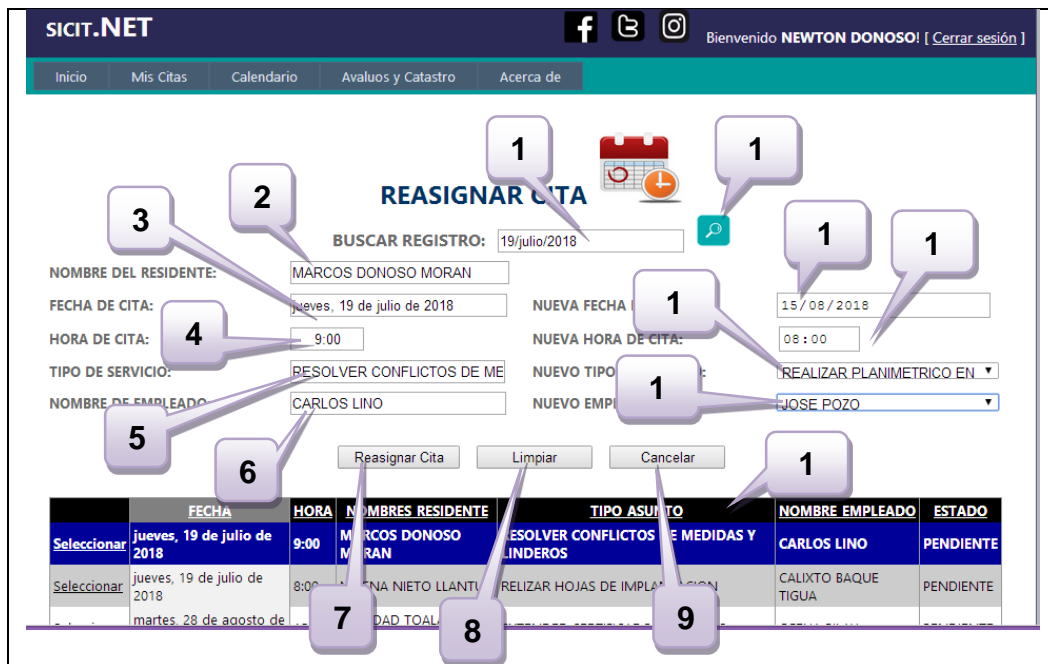 SICIT.NET
Bienvenido NEWTON DONOSO! [ Cerrar sesión ]
Inicio Mis Citas Calendario Avaluos y Catastro Acerca de
1 1
2
REASIGNAR CITA
3
1 1
BUSCAR REGISTRO: 19/julio/2018
NOMBRE DEL RESIDENTE: MARCOS DONOSO MORAN
1
FECHA DE CITA: jueves, 19 de julio de 2018 NUEVA FECHA 15/08/2018
4
HORA DE CITA: 9:00 NUEVA HORA DE CITA: 08:00
TIPO DE SERVICIO: RESOLVER CONFLICTOS DE ME NUEVO TIPO REALIZAR PLANIMETRICO EN
1
NOMBRE DE EMPLEADO CARLOS LINO NUEVO JOSE POZO
5
6
1
Reasignar Cita Limpiar Cancelar
FECHA HORA NOMBRES RESIDENTE TIPO ASUNTO NOMBRE EMPLEADO ESTADO
Seleccionar jueves, 19 de julio de 2018 9:00 MARCOS DONOSO MORAN RESOLVER CONFLICTOS DE MEDIDAS Y LINDEROS CARLOS LINO PENDIENTE
Seleccionar jueves, 19 de julio de 2018 NIETO LLANTU RELIZAR HOJAS DE CALIXTO BAQUE TIGUA PENDIENTE
martes, 28 de agosto de
7 8 9